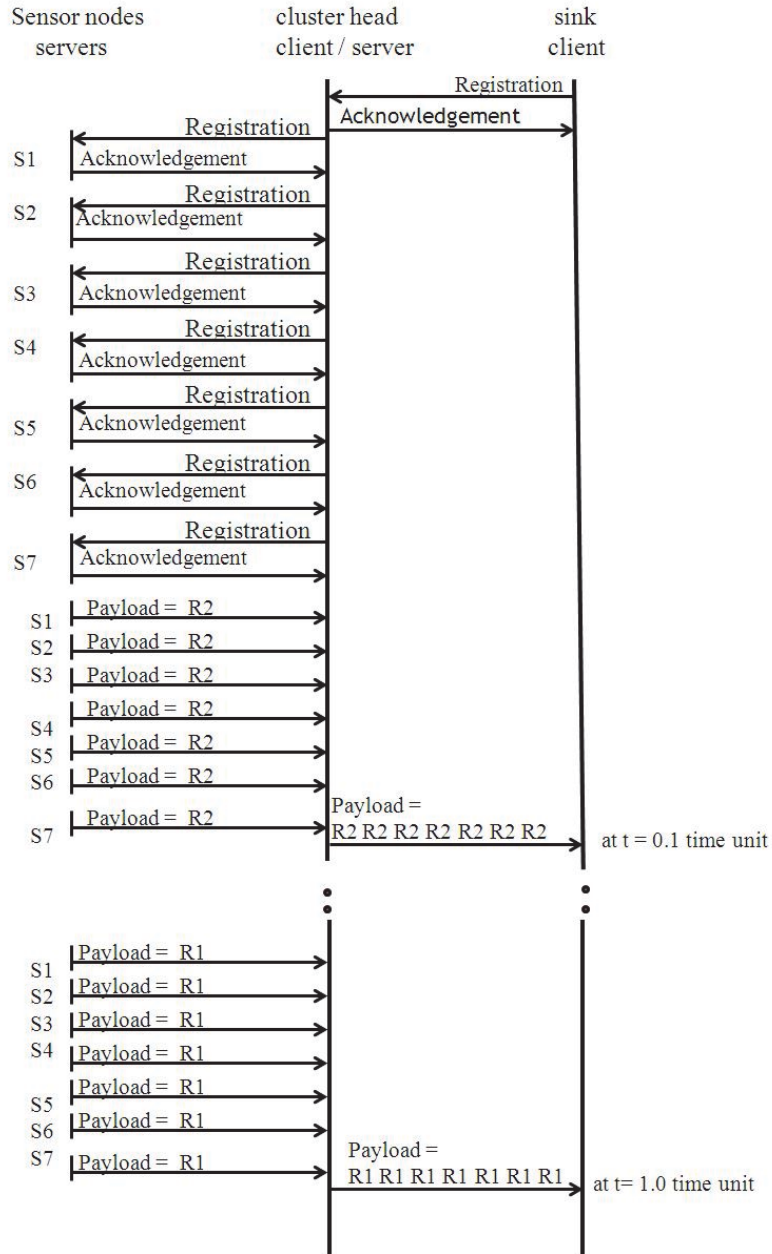 Sensor nodes
servers
cluster head
client / server
sink
client
Registration
Acknowledgement
Registration
S1
Acknowledgement
Registration
S2
Acknowledgement
Registration
S3
Acknowledgement
Registration
S4
Acknowledgement
Registration
S5
Acknowledgement
Registration
S6
Acknowledgement
Registration
S7
Acknowledgement
S1
Payload = R2
S2
Payload = R2
S3
Payload = R2
S4
Payload = R2
S5
Payload = R2
S6
Payload = R2
S7
Payload = R2
Payload =
R2 R2 R2 R2 R2 R2 R2
at t = 0.1 time unit
S1
Payload = R1
S2
Payload = R1
S3
Payload = R1
S4
Payload = R1
S5
Payload = R1
S6
Payload = R1
S7
Payload = R1
Payload =
R1 R1 R1 R1 R1 R1 R1
at t= 1.0 time unit